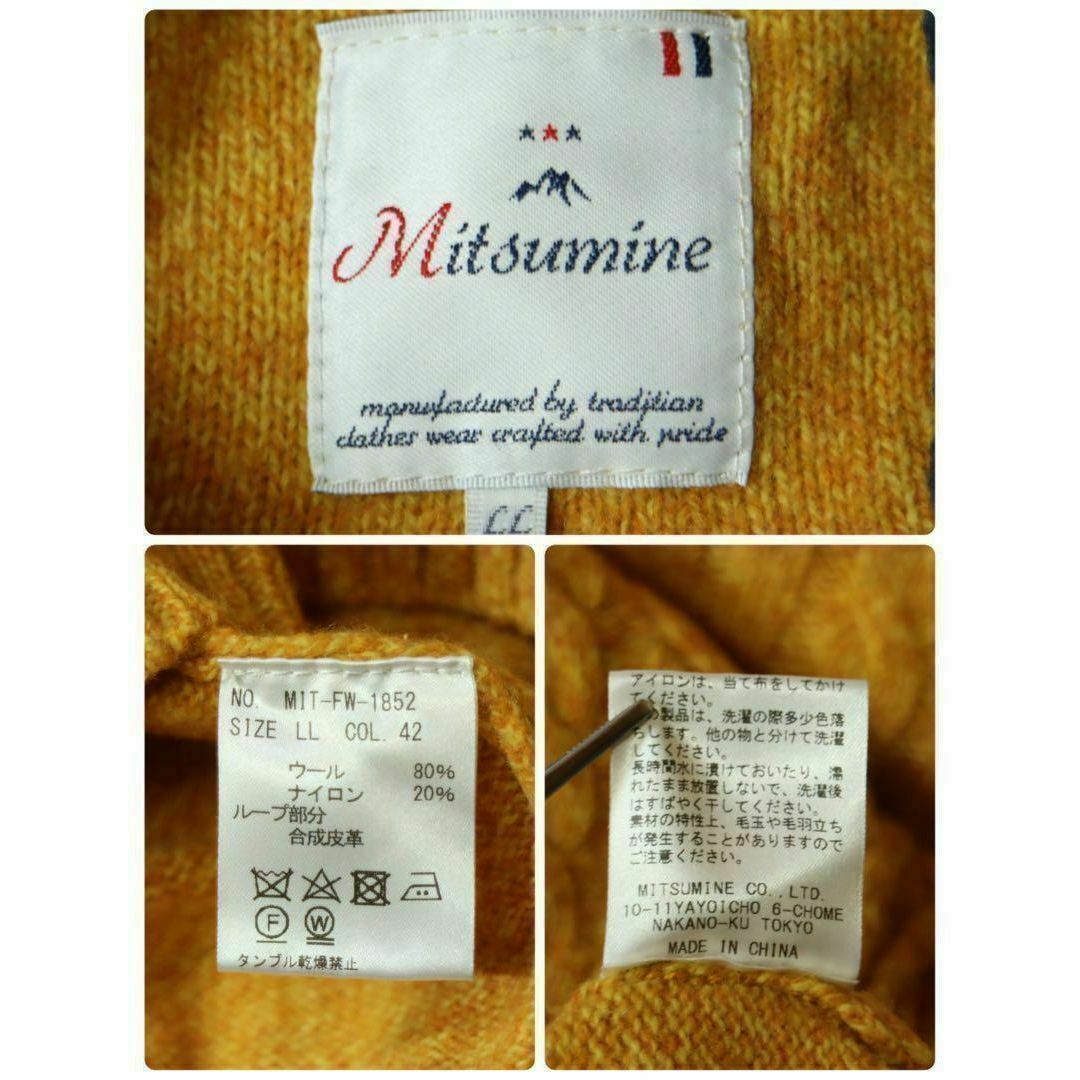 Mitsumine
manufactured by tradjtian
clathes wear crayted with pride
LL
NO. MIT-FW-1852
SIZE LL COL. 42
ウール 80%
ナイロン 20%
ループ部分
合成皮革
F W
タンブル乾燥禁止
アイロンは、当て布をしてかけ
てください。
の製品は、洗濯の際多少色落
ちします。他の物と分けて洗濯
してください。
長時間水に漬けておいたり、濡
れたまま放置しないで、洗濯後
はすばやく干してください。
素材の特性上、毛玉や毛羽立ち
が発生することがありますので
ご注意ください。
MITSUMINE CO., LTD.
10-11YAYOICHO 6-CHOME
NAKANO-KU TOKYO
MADE IN CHINA